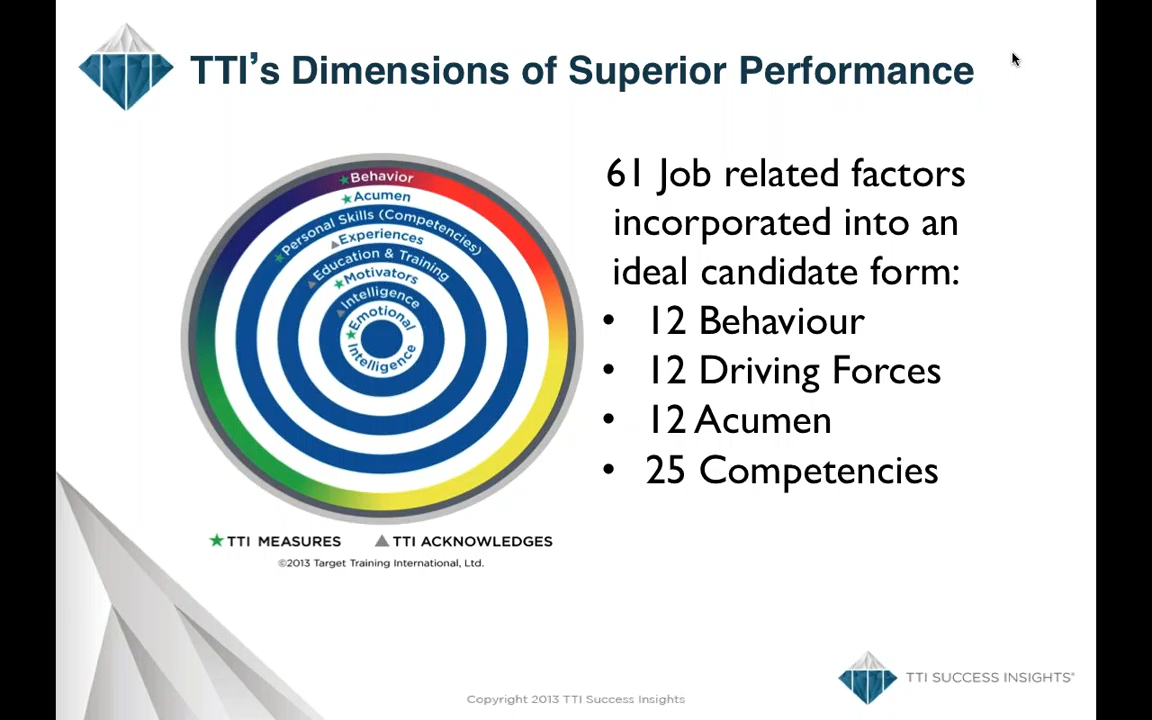 TTI's Dimensions of Superior Performance
Behavior
Acumen
Personal Skills (Competencies)
Experiences
Education & Training
Motivators
Intelligence
Emotional
Intelligence
TTI MEASURES
TTI ACKNOWLEDGES
©2013 Target Training International, Ltd.
61 Job related factors
incorporated into an
ideal candidate form:
• 12 Behaviour
• 12 Driving Forces
• 12 Acumen
• 25 Competencies
Copyright 2013 TTI Success Insights
TTI SUCCESS INSIGHTS®